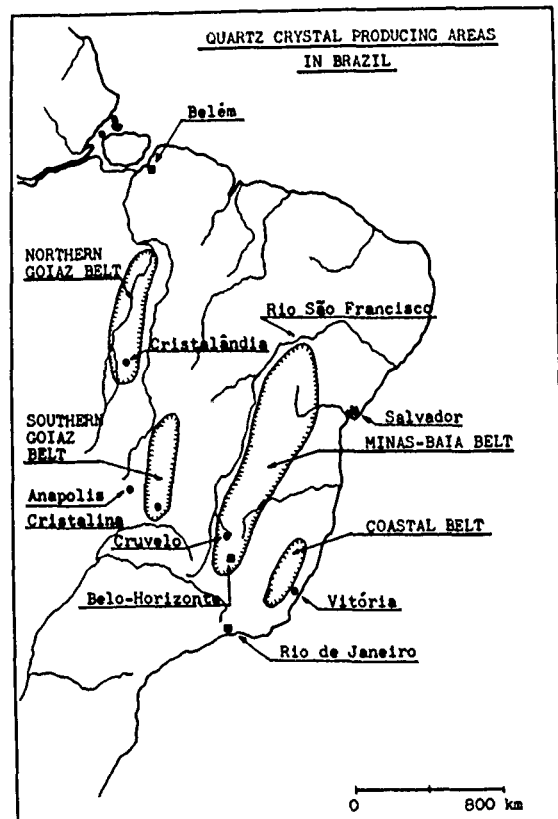 QUARTZ CRYSTAL PRODUCING AREAS
IN BRAZIL
Belém
NORTHERN
GOIAZ BELT
Rio São Francisco
Cristalândia
SOUTHERN
GOIAZ
BELT
Salvador
MINAS-BAIA BELT
Anapolis
Cristalina
Cruvelo
COASTAL BELT
Belo-Horizonte
Vitória
Rio de Janeiro
0 800 km